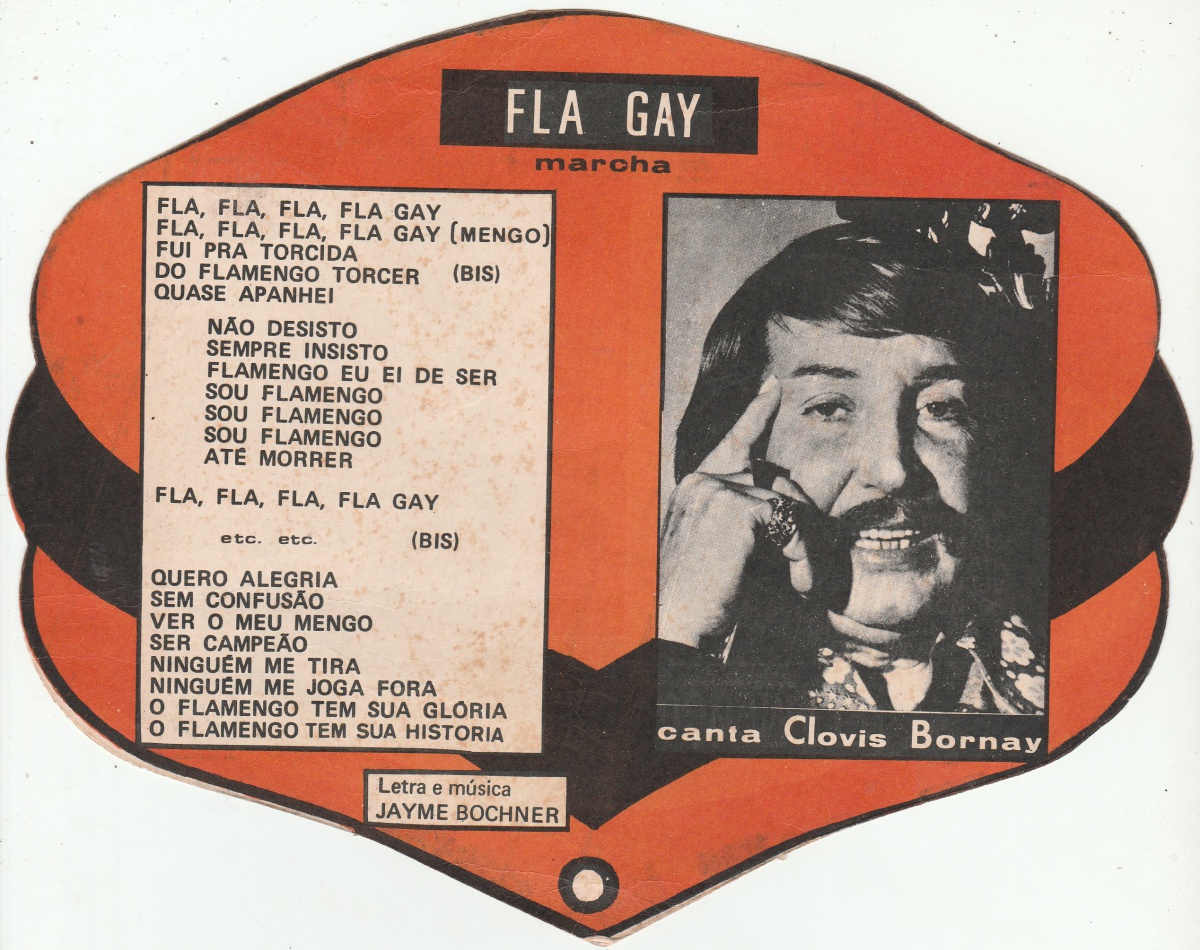 FLA GAY
marcha
FLA, FLA, FLA, FLA GAY
FLA, FLA, FLA, FLA GAY (MENGO)
FUI PRA TORCIDA
DO FLAMENGO TORCER (BIS)
QUASE APANHEI
NÃO DESISTO
SEMPRE INSISTO
FLAMENGO EU EI DE SER
SOU FLAMENGO
SOU FLAMENGO
SOU FLAMENGO
ATÉ MORRER
FLA, FLA, FLA, FLA GAY
etc. etc. (BIS)
QUERO ALEGRIA
SEM CONFUSÃO
VER O MEU MENGO
SER CAMPEÃO
NINGUÉM ME TIRA
NINGUÉM ME JOGA FORA
O FLAMENGO TEM SUA GLÓRIA
O FLAMENGO TEM SUA HISTORIA
canta Clovis Bornay
Letra e música
JAYME BOCHNER